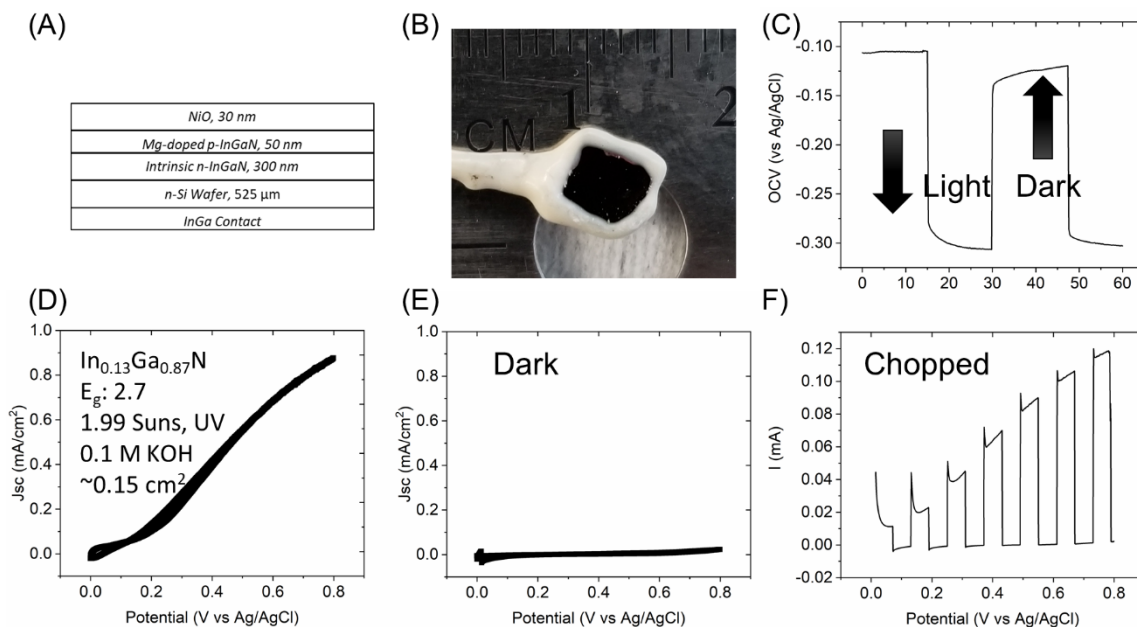 (A)
NiO, 30 nm
Mg-doped p-InGaN, 50 nm
Intrinsic n-InGaN, 300 nm
n-Si Wafer, 525 µm
InGa Contact
(B)
1
2
CM
(C)
-0.10
-0.15
-0.20
-0.25
-0.30
OCV (vs Ag/AgCl)
Light
Dark
0 10 20 30 40 50 60
(D)
1.0
0.8
0.6
0.4
0.2
0.0
Jsc (mA/cm²)
In₀.₁₃Ga₀.₈₇N
E_g: 2.7
1.99 Suns, UV
0.1 M KOH
~0.15 cm²
0.0 0.2 0.4 0.6 0.8
Potential (V vs Ag/AgCl)
(E)
1.0
0.8
0.6
0.4
0.2
0.0
Jsc (mA/cm²)
Dark
0.0 0.2 0.4 0.6 0.8
Potential (V vs Ag/AgCl)
(F)
0.12
0.10
0.08
0.06
0.04
0.02
0.00
-0.02
I (mA)
Chopped
0.0 0.2 0.4 0.6 0.8
Potential (V vs Ag/AgCl)